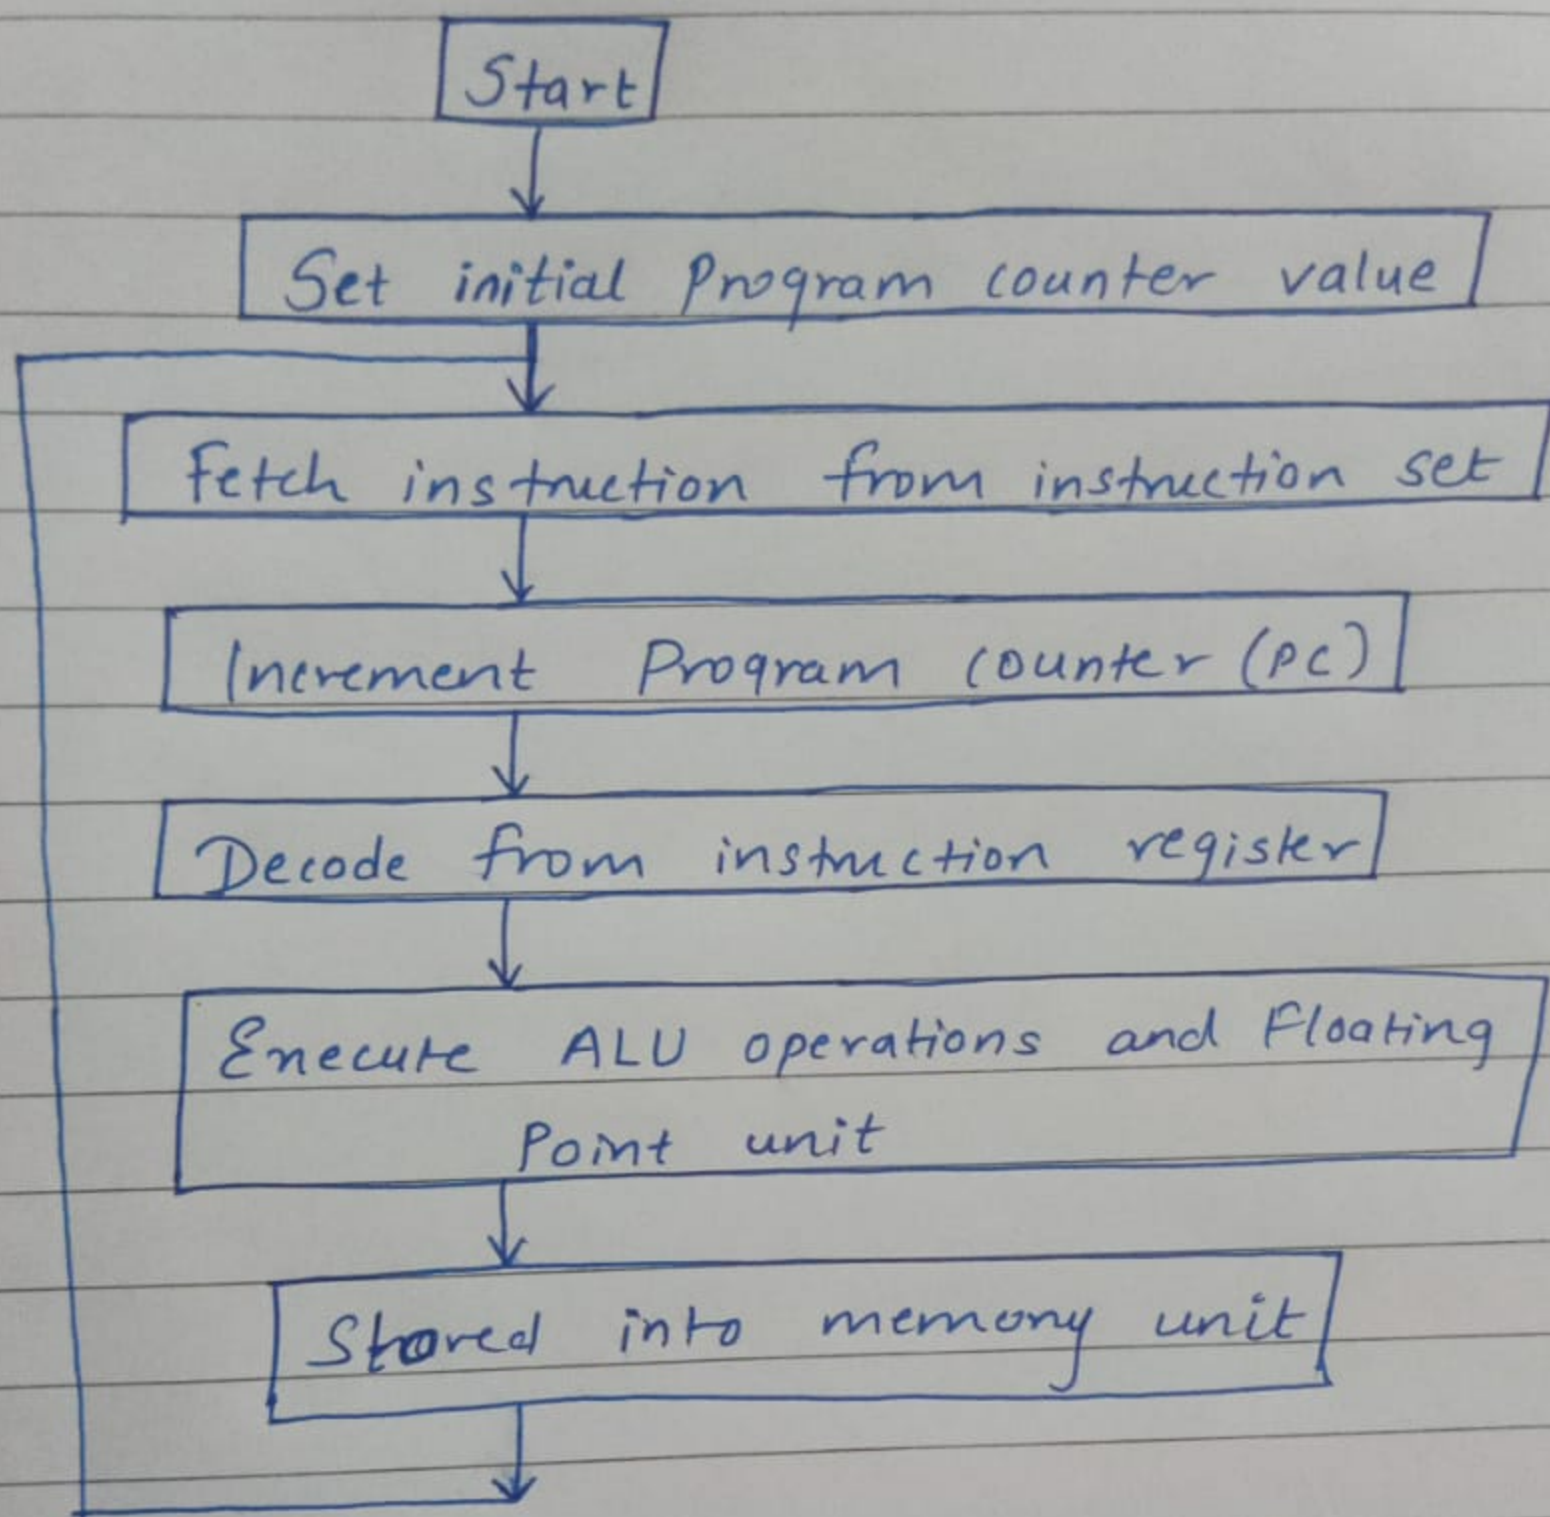 Start
Set initial Program counter value
Fetch instruction from instruction set
Increment Program counter (PC)
Decode from instruction register
Execute ALU operations and Floating
Point unit
Stored into memory unit